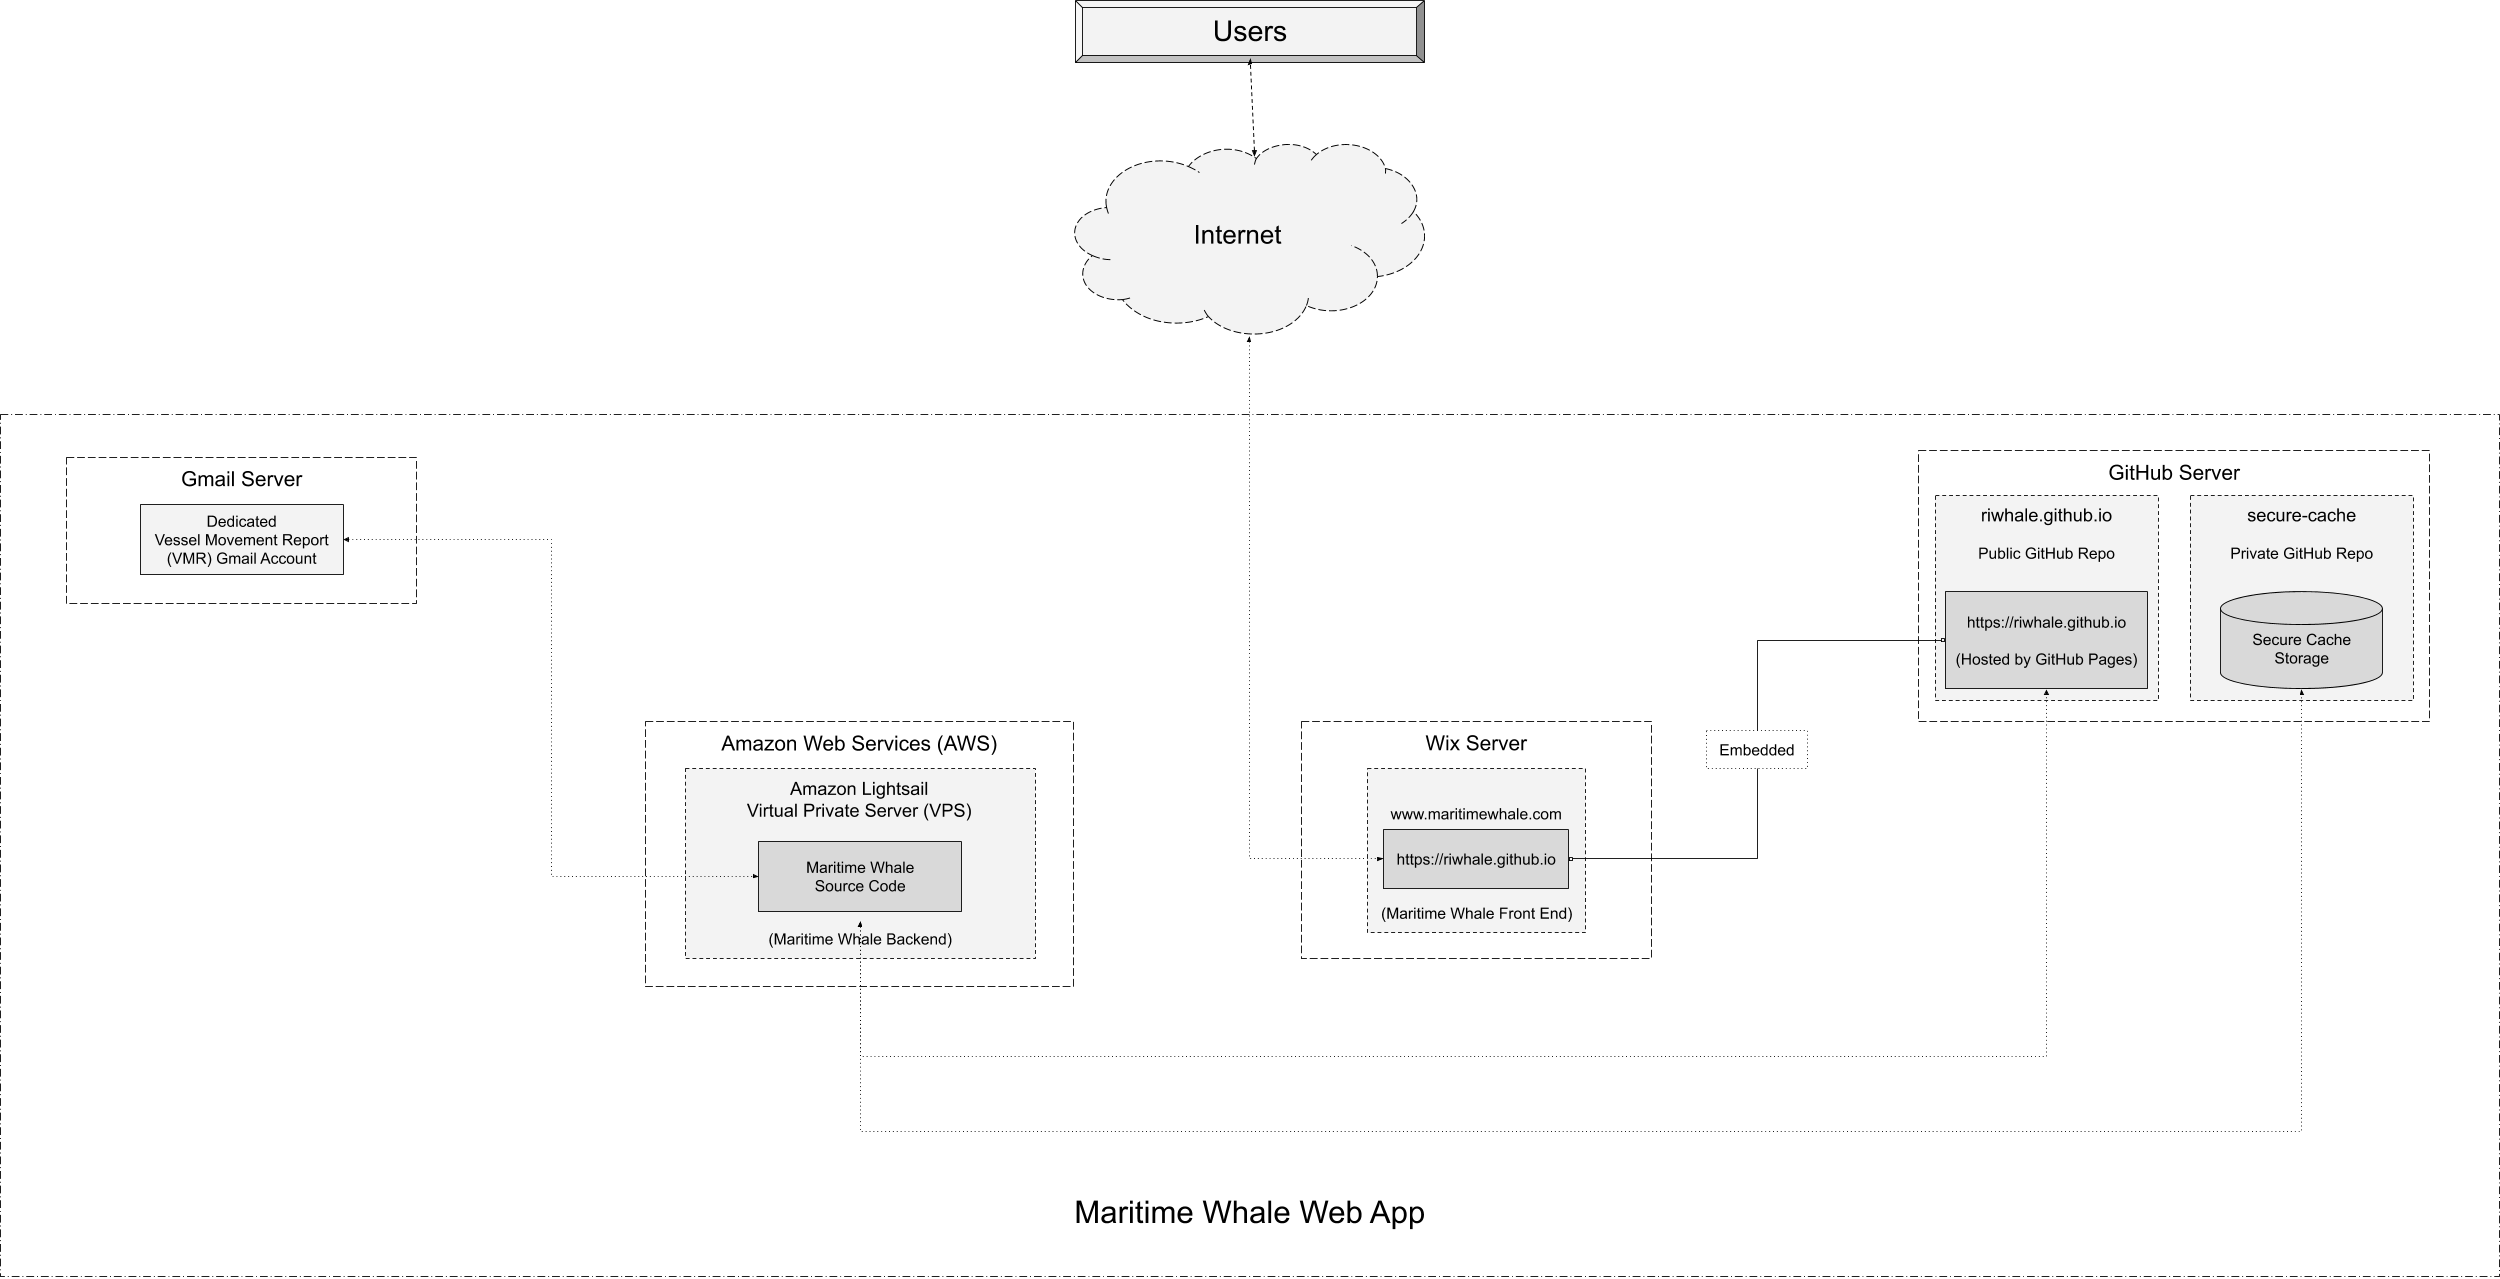 Users
Internet
Gmail Server
Dedicated
Vessel Movement Report
(VMR) Gmail Account
GitHub Server
riwhale.github.io
Public GitHub Repo
https://riwhale.github.io
(Hosted by GitHub Pages)
secure-cache
Private GitHub Repo
Secure Cache
Storage
Amazon Web Services (AWS)
Amazon Lightsail
Virtual Private Server (VPS)
Maritime Whale
Source Code
(Maritime Whale Backend)
Wix Server
www.maritimewhale.com
https://riwhale.github.io
(Maritime Whale Front End)
Embedded
Maritime Whale Web App